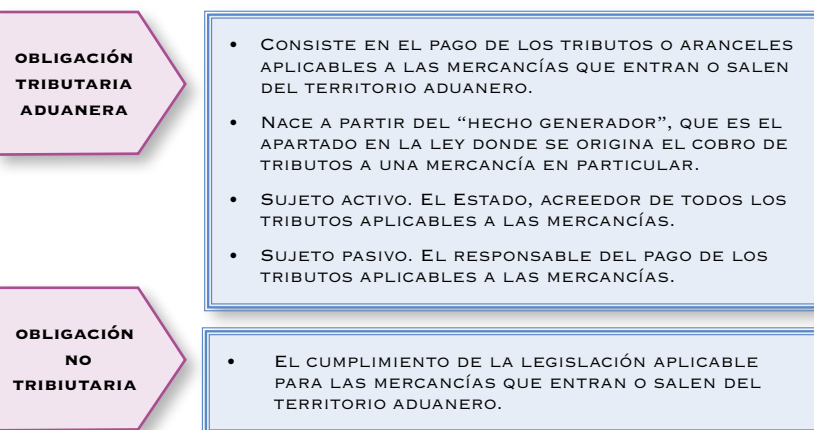 OBLIGACIÓN
TRIBUTARIA
ADUANERA
• CONSISTE EN EL PAGO DE LOS TRIBUTOS O ARANCELES
APLICABLES A LAS MERCANCÍAS QUE ENTRAN O SALEN
DEL TERRITORIO ADUANERO.
• NACE A PARTIR DEL “HECHO GENERADOR”, QUE ES EL
APARTADO EN LA LEY DONDE SE ORIGINA EL COBRO DE
TRIBUTOS A UNA MERCANCÍA EN PARTICULAR.
• SUJETO ACTIVO. EL ESTADO, ACREEDOR DE TODOS LOS
TRIBUTOS APLICABLES A LAS MERCANCÍAS.
• SUJETO PASIVO. EL RESPONSABLE DEL PAGO DE LOS
TRIBUTOS APLICABLES A LAS MERCANCÍAS.
OBLIGACIÓN
NO
TRIBIUTARIA
• EL CUMPLIMIENTO DE LA LEGISLACIÓN APLICABLE
PARA LAS MERCANCÍAS QUE ENTRAN O SALEN DEL
TERRITORIO ADUANERO.